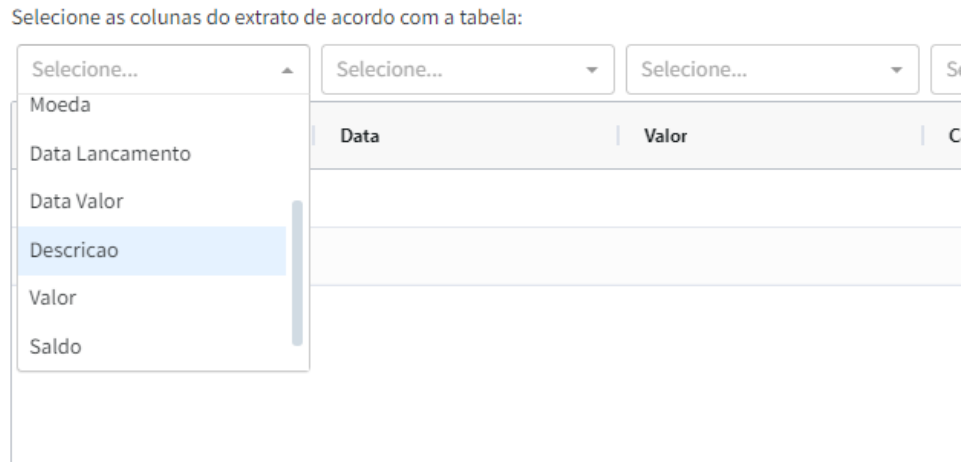 Selecione as colunas do extrato de acordo com a tabela:
Selecione... Selecione... Selecione...
Moeda
Data Valor
Data Lancamento
Data Valor
Descricao
Valor
Saldo